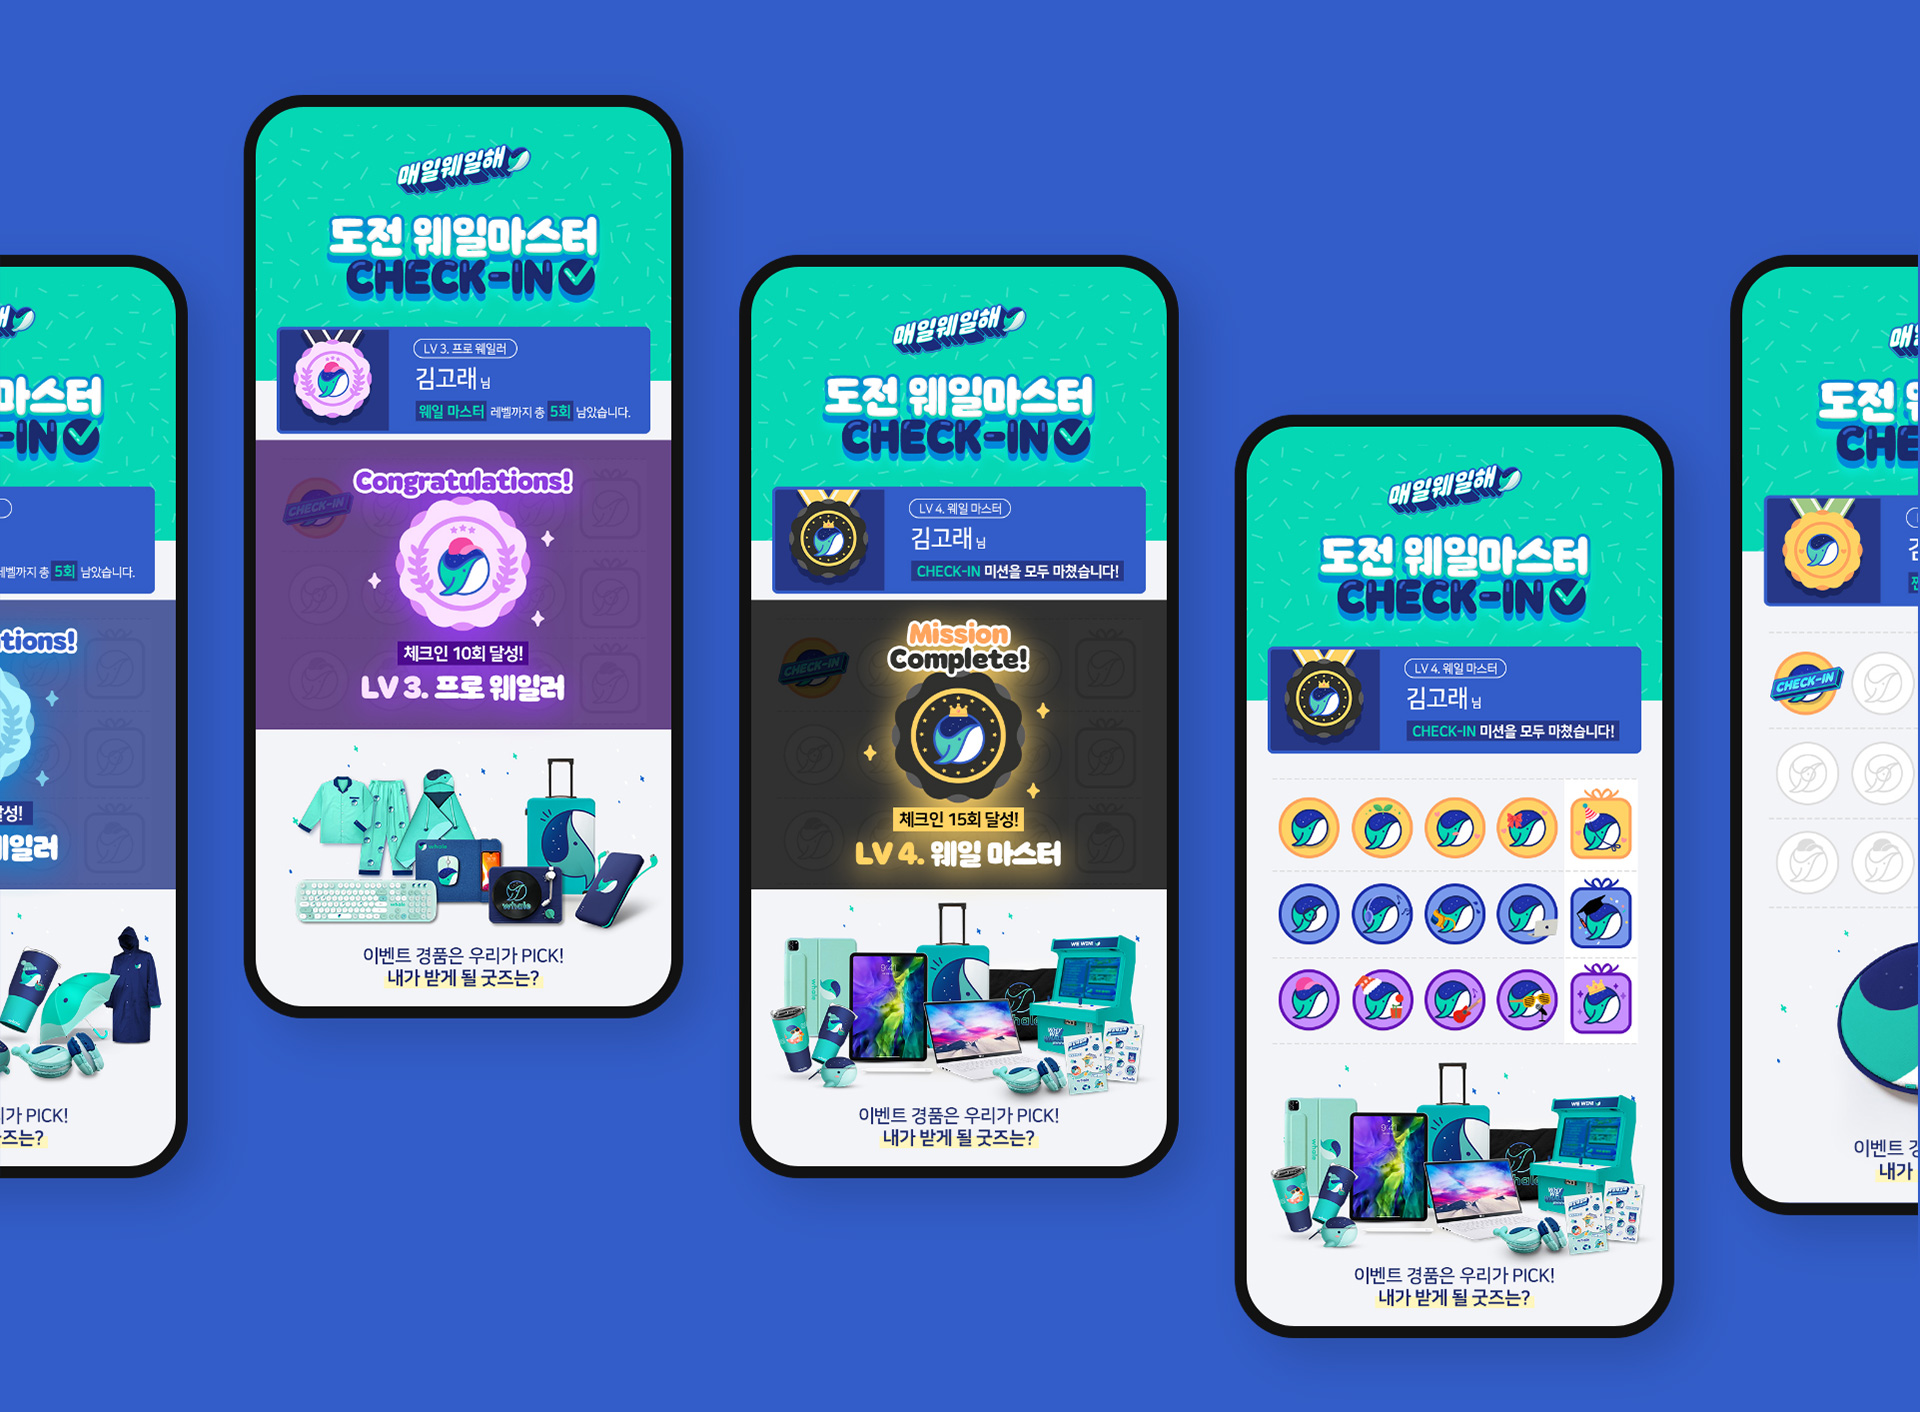 마스터
-IN
레벨까지 총 5회 남았습니다.
ations!
달성!
웨일러
리가 PICK!
굿즈는?
매일웨일해
도전 웨일마스터
CHECK-IN
LV 3. 프로 웨일러
김고래 님
웨일 마스터 레벨까지 총 5회 남았습니다.
Congratulations!
CHECK-IN
체크인 10회 달성!
LV 3. 프로 웨일러
whale
whale
이벤트 경품은 우리가 PICK!
내가 받게 될 굿즈는?
매일웨일해
도전 웨일마스터
CHECK-IN
LV 4. 웨일 마스터
김고래 님
CHECK-IN 미션을 모두 마쳤습니다!
Mission
Complete!
CHECK-IN
체크인 15회 달성!
LV 4. 웨일 마스터
WE WIN!
whale
이벤트 경품은 우리가 PICK!
내가 받게 될 굿즈는?
매일웨일해
도전 웨일마스터
CHECK-IN
LV 4. 웨일 마스터
김고래 님
CHECK-IN 미션을 모두 마쳤습니다!
WE WIN!
whale
이벤트 경품은 우리가 PICK!
내가 받게 될 굿즈는?
매일
도전
CHE
CHECK-IN
이벤트
내가